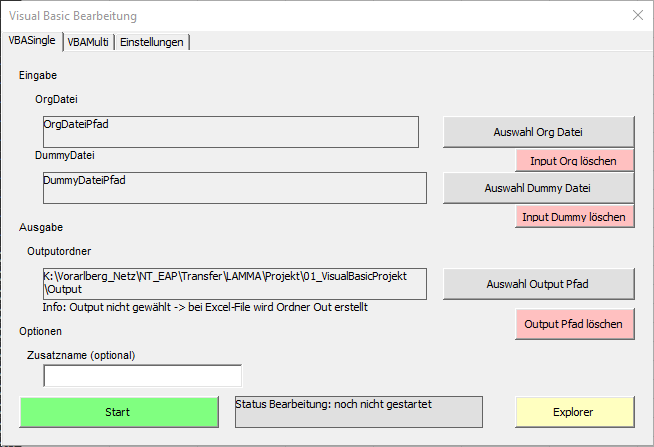 Visual Basic Bearbeitung
VBASingle VBAMulti Einstellungen
Eingabe
OrgDatei
OrgDateiPfad
Auswahl Org Datei
Input Org löschen
DummyDatei
DummyDateiPfad
Auswahl Dummy Datei
Input Dummy löschen
Ausgabe
Outputordner
K:\Vorarlberg_Netz\NT_EAP\Transfer\LAMMA\Projekt\01_VisualBasicProjekt
\Output
Auswahl Output Pfad
Info: Output nicht gewählt -> bei Excel-File wird Ordner Out erstellt
Output Pfad löschen
Optionen
Zusatzname (optional)
Start
Status Bearbeitung: noch nicht gestartet
Explorer